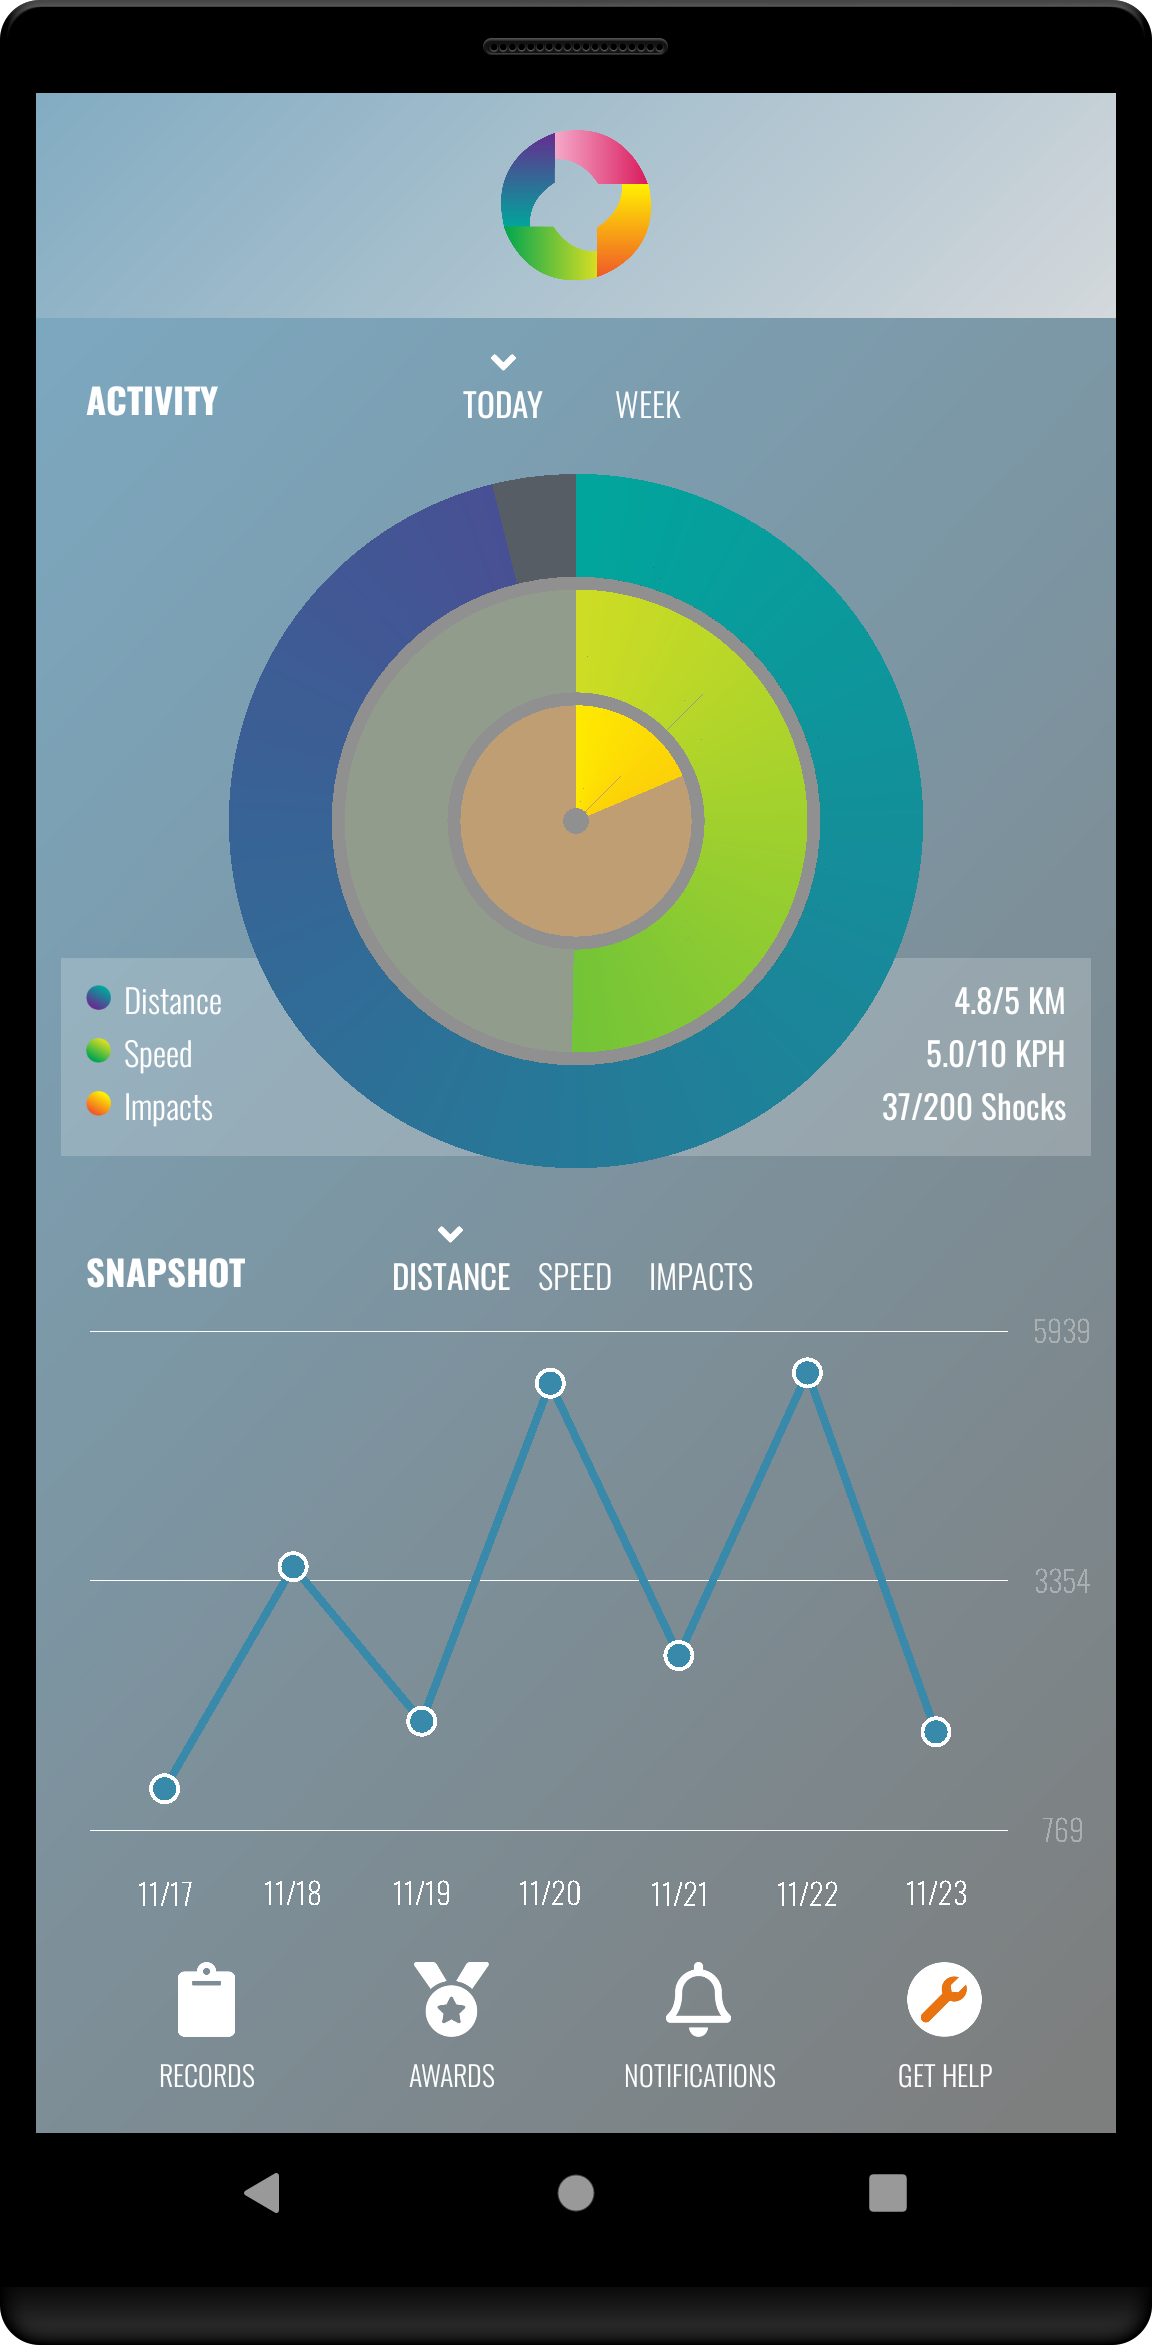 ACTIVITY TODAY WEEK
Distance 4.8/5 KM
Speed 5.0/10 KPH
Impacts 37/200 Shocks
SNAPSHOT DISTANCE SPEED IMPACTS
5939
3354
769
11/17 11/18 11/19 11/20 11/21 11/22 11/23
RECORDS AWARDS NOTIFICATIONS GET HELP